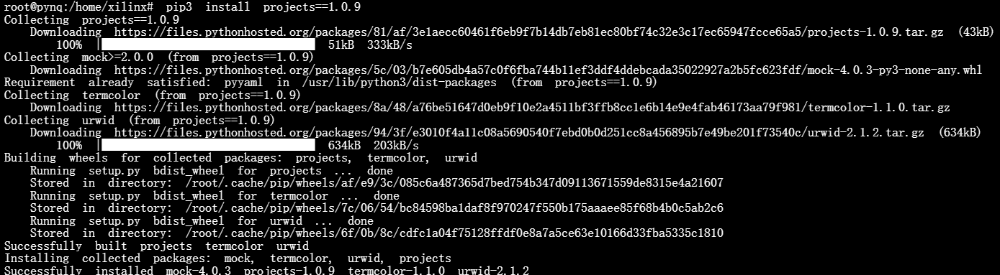 root@pynq:/home/xilinx# pip3 install projects==1.0.9
Collecting projects==1.0.9
Downloading https://files.pythonhosted.org/packages/81/af/3e1aecc60461f6eb9f7b14db7eb81ec80bf74c32e3c17ec65947fcce65a5/projects-1.0.9.tar.gz (43kB)
100% | 51kB 333kB/s
Collecting mock>=2.0.0 (from projects==1.0.9)
Downloading https://files.pythonhosted.org/packages/5c/03/b7e605db4a57c0f6fba744b11ef3ddf4ddebcada35022927a2b5fc623fdf/mock-4.0.3-py3-none-any.whl
Requirement already satisfied: pyyaml in /usr/lib/python3/dist-packages (from projects==1.0.9)
Collecting termcolor (from projects==1.0.9)
Downloading https://files.pythonhosted.org/packages/8a/48/a76be51647d0eb9f10e2a4511bf3ffb8cc1e6b14e9e4fab46173aa79f981/termcolor-1.1.0.tar.gz
Collecting urwid (from projects==1.0.9)
Downloading https://files.pythonhosted.org/packages/94/3f/e3010f4a11c08a5690540f7ebd0b0d251cc8a456895b7e49be201f73540c/urwid-2.1.2.tar.gz (634kB)
100% | 634kB 203kB/s
Building wheels for collected packages: projects, termcolor, urwid
Running setup.py bdist_wheel for projects ... done
Stored in directory: /root/.cache/pip/wheels/af/e9/3c/085c6a487365d7bed754b347d09113671559de8315e4a21607
Running setup.py bdist_wheel for termcolor ... done
Stored in directory: /root/.cache/pip/wheels/7c/06/54/bc84598ba1daf8f970247f550b175aaaee85f68b4b0c5ab2c6
Running setup.py bdist_wheel for urwid ... done
Stored in directory: /root/.cache/pip/wheels/6f/0b/8c/cdfc1a04f75128ffdf0e8a7a5ce63e10166d33fba5335c1810
Successfully built projects termcolor urwid
Installing collected packages: mock, termcolor, urwid, projects
Successfully installed mock-4.0.3 projects-1.0.9 termcolor-1.1.0 urwid-2.1.2